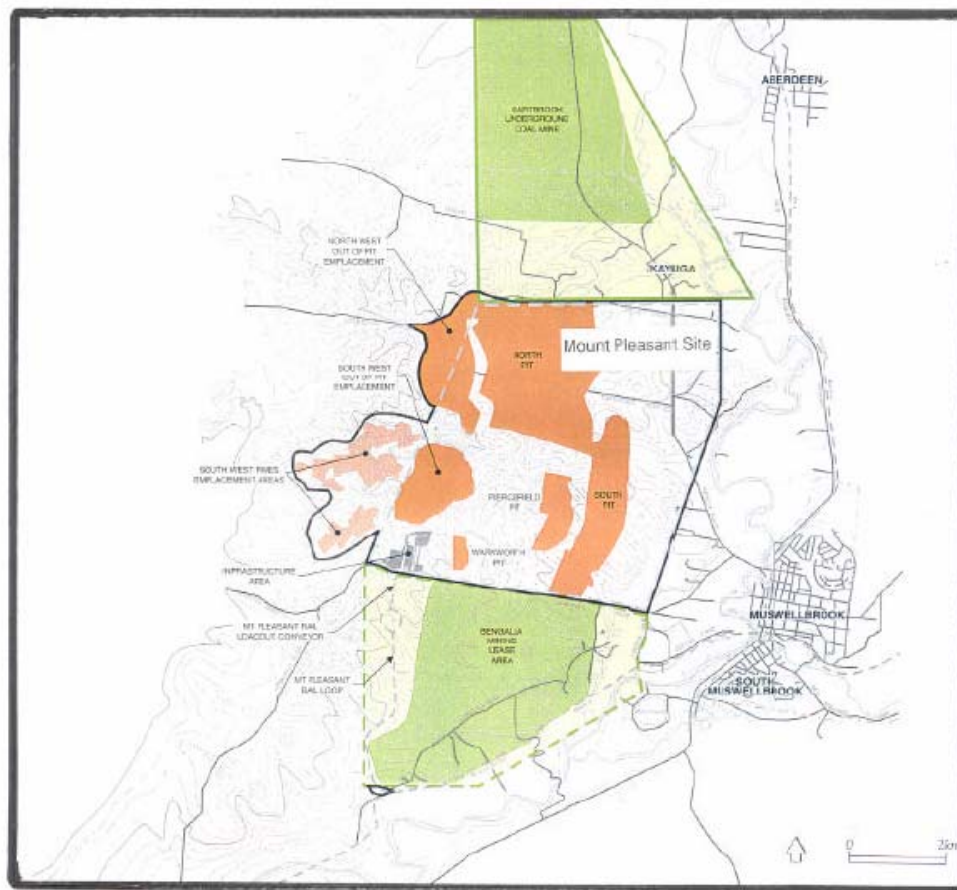 ABERDEEN
UNDERGROUND
COAL MINE
NORTH WEST
OUT OF PIT
EMPLACEMENT
KAYUGA
Mount Pleasant Site
NORTH
PIT
SOUTH WEST
OUT OF PIT
EMPLACEMENT
SOUTH WEST FINES
EMPLACEMENT AREAS
PIERCEFIELD
PIT
SOUTH
PIT
WARKWORTH
PIT
INFRASTRUCTURE
AREA
MT PLEASANT RAIL
LOADOUT CONVEYOR
BENGALLA
MINING
LEASE
AREA
MUSWELLBROOK
MT PLEASANT
RAIL LOOP
SOUTH
MUSWELLBROOK
0 2km